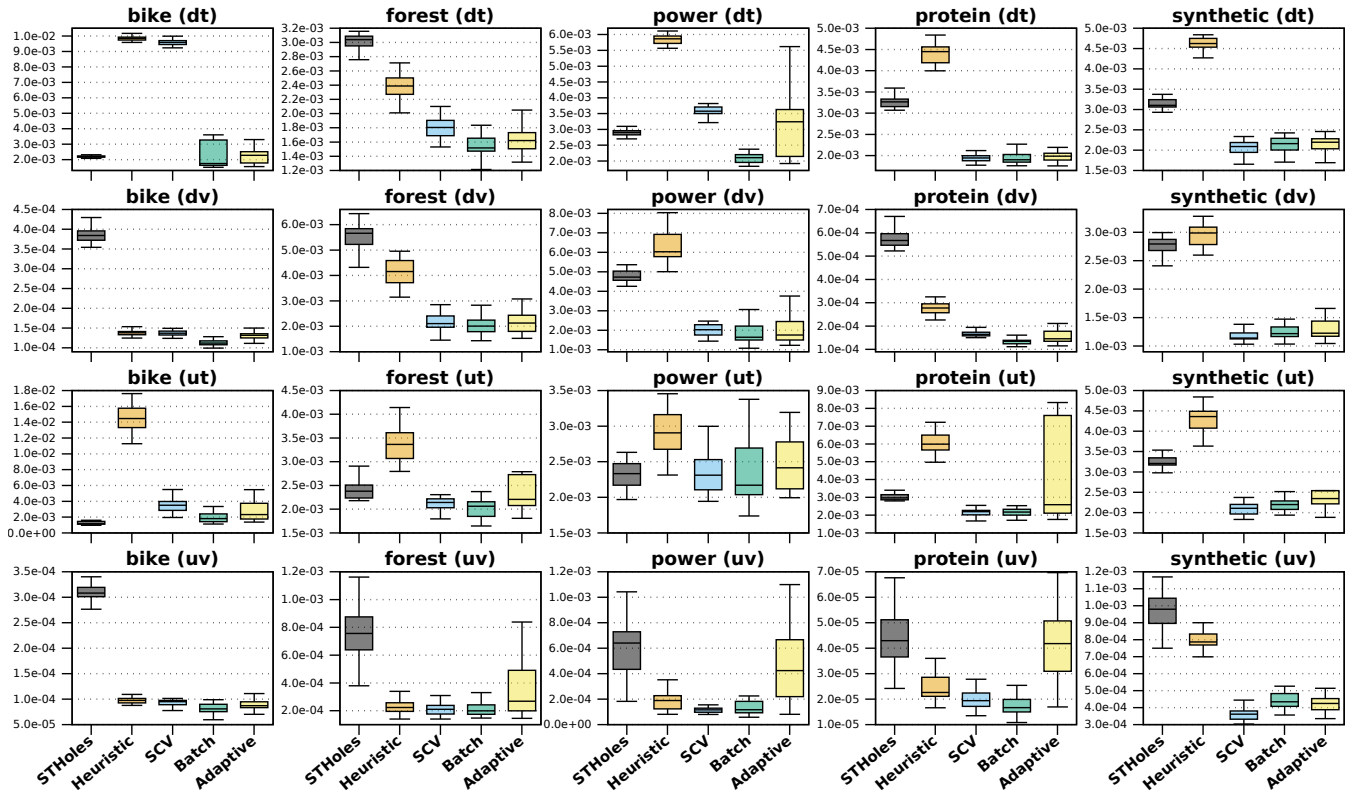 bike (dt)
1.0e-02
9.0e-03
8.0e-03
7.0e-03
6.0e-03
5.0e-03
4.0e-03
3.0e-03
2.0e-03
forest (dt)
3.2e-03
3.0e-03
2.8e-03
2.6e-03
2.4e-03
2.2e-03
2.0e-03
1.8e-03
1.6e-03
1.4e-03
1.2e-03
power (dt)
6.0e-03
5.5e-03
5.0e-03
4.5e-03
4.0e-03
3.5e-03
3.0e-03
2.5e-03
2.0e-03
protein (dt)
5.0e-03
4.5e-03
4.0e-03
3.5e-03
3.0e-03
2.5e-03
2.0e-03
synthetic (dt)
5.0e-03
4.5e-03
4.0e-03
3.5e-03
3.0e-03
2.5e-03
2.0e-03
1.5e-03
bike (dv)
4.5e-04
4.0e-04
3.5e-04
3.0e-04
2.5e-04
2.0e-04
1.5e-04
1.0e-04
forest (dv)
6.0e-03
5.0e-03
4.0e-03
3.0e-03
2.0e-03
1.0e-03
power (dv)
8.0e-03
7.0e-03
6.0e-03
5.0e-03
4.0e-03
3.0e-03
2.0e-03
1.0e-03
protein (dv)
7.0e-04
6.0e-04
5.0e-04
4.0e-04
3.0e-04
2.0e-04
1.0e-04
synthetic (dv)
3.0e-03
2.5e-03
2.0e-03
1.5e-03
1.0e-03
bike (ut)
1.8e-02
1.6e-02
1.4e-02
1.2e-02
1.0e-02
8.0e-03
6.0e-03
4.0e-03
2.0e-03
0.0e+00
forest (ut)
4.5e-03
4.0e-03
3.5e-03
3.0e-03
2.5e-03
2.0e-03
1.5e-03
power (ut)
3.5e-03
3.0e-03
2.5e-03
2.0e-03
1.5e-03
protein (ut)
9.0e-03
8.0e-03
7.0e-03
6.0e-03
5.0e-03
4.0e-03
3.0e-03
2.0e-03
1.0e-03
synthetic (ut)
5.0e-03
4.5e-03
4.0e-03
3.5e-03
3.0e-03
2.5e-03
2.0e-03
1.5e-03
bike (uv)
3.5e-04
3.0e-04
2.5e-04
2.0e-04
1.5e-04
1.0e-04
5.0e-05
forest (uv)
1.2e-03
1.0e-03
8.0e-04
6.0e-04
4.0e-04
2.0e-04
power (uv)
1.2e-03
1.0e-03
8.0e-04
6.0e-04
4.0e-04
2.0e-04
0.0e+00
protein (uv)
7.0e-05
6.0e-05
5.0e-05
4.0e-05
3.0e-05
2.0e-05
1.0e-05
synthetic (uv)
1.2e-03
1.1e-03
1.0e-03
9.0e-04
8.0e-04
7.0e-04
6.0e-04
5.0e-04
4.0e-04
3.0e-04
STHoles
Heuristic
SCV
Batch
Adaptive
STHoles
Heuristic
SCV
Batch
Adaptive
STHoles
Heuristic
SCV
Batch
Adaptive
STHoles
Heuristic
SCV
Batch
Adaptive
STHoles
Heuristic
SCV
Batch
Adaptive